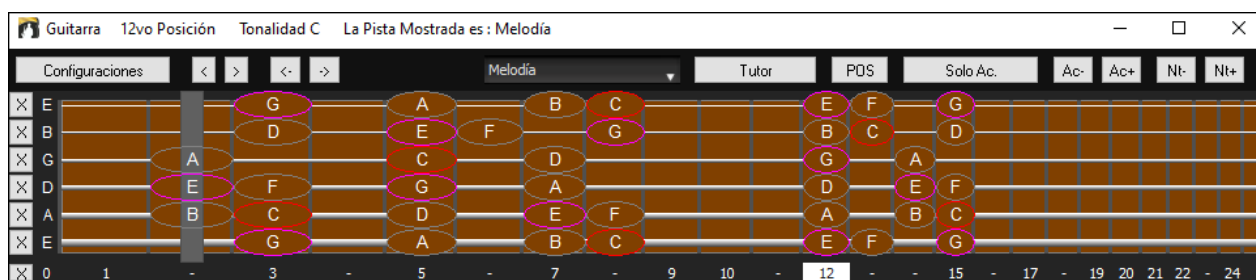 Guitarra 12vo Posición Tonalidad C La Pista Mostrada es : Melodía
Configuraciones < > <- -> Melodía Tutor POS Solo Ac. Ac- Ac+ Nt- Nt+
X E G A B C E F G
X B D E F G B C D
X G A C D G A
X D E F G A D E F
X A B C D E F A B C
X E G A B C E F G
X 0 1 - 3 - 5 - 7 - 9 10 - 12 - - 15 - 17 - 19 20 21 22 - 24